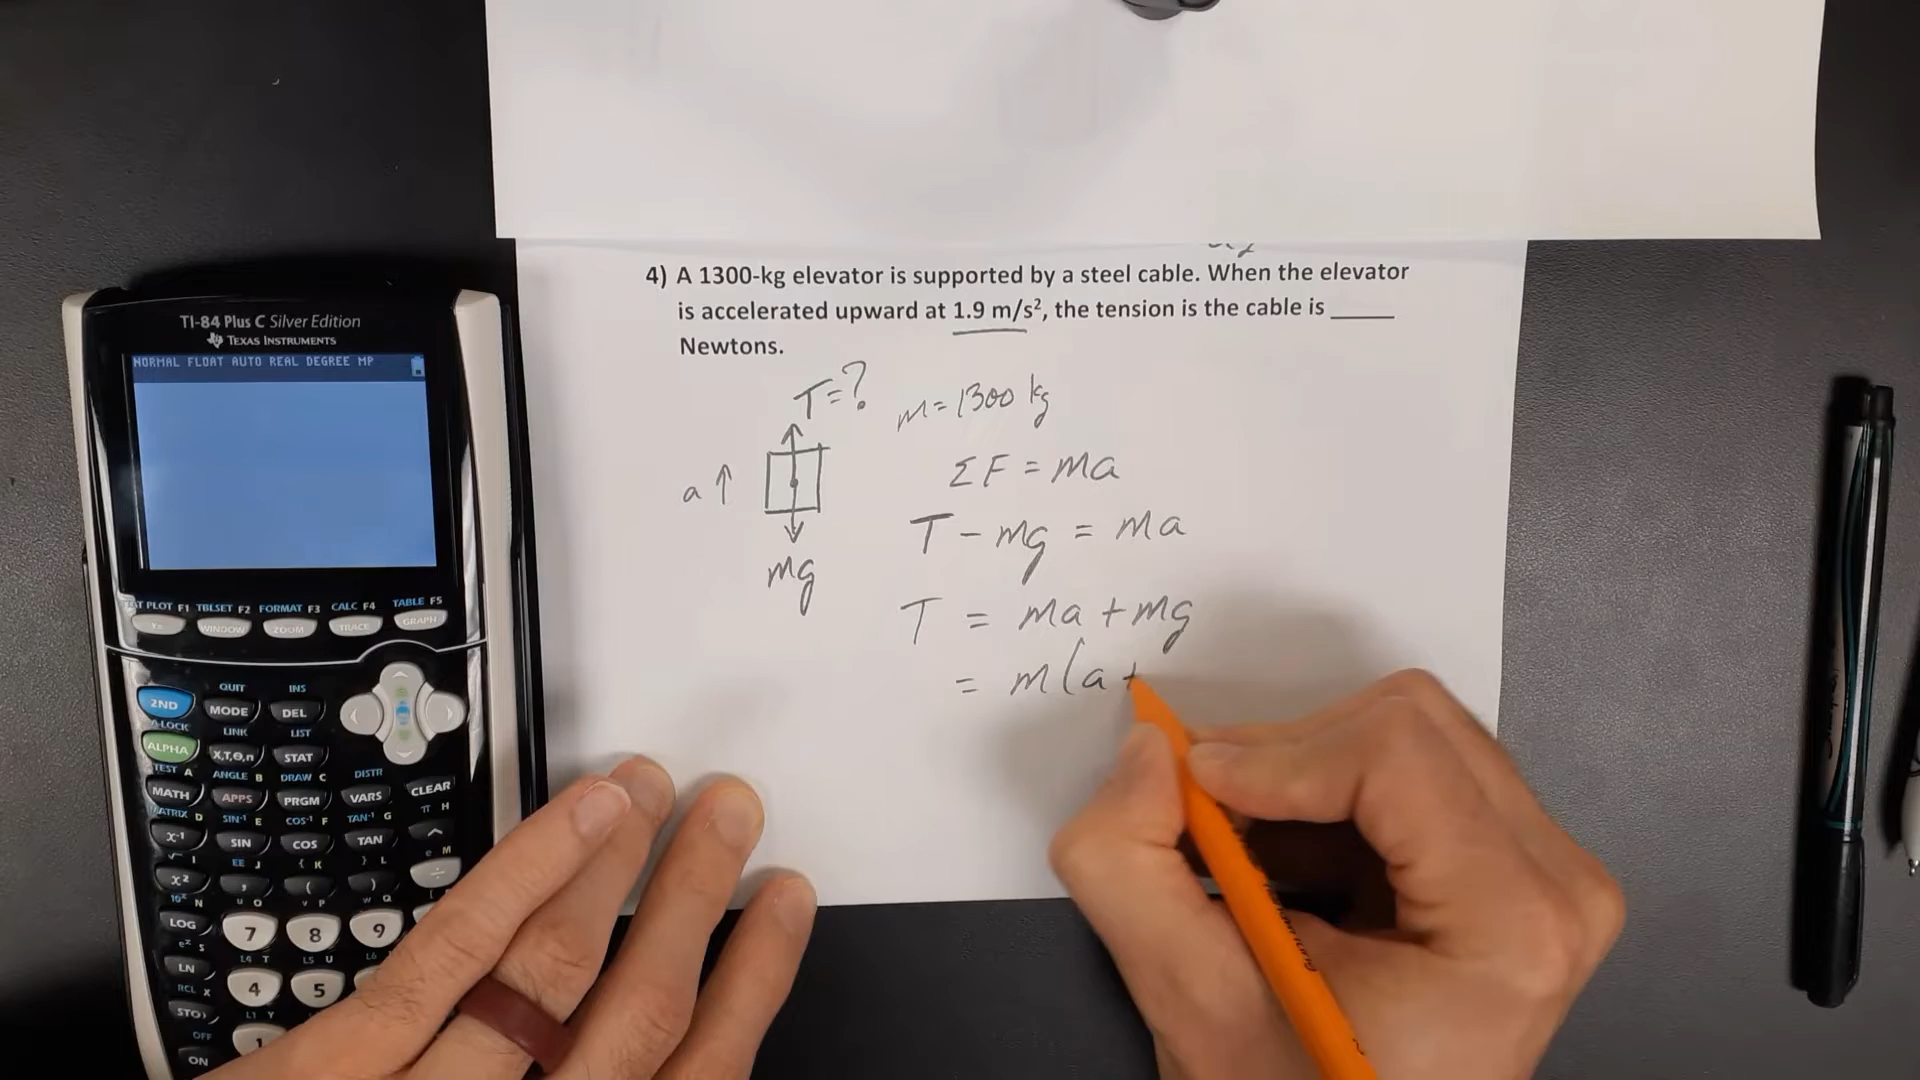 4) A 1300-kg elevator is supported by a steel cable. When the elevator
is accelerated upward at 1.9 m/s², the tension is the cable is _____
Newtons.
T=?
m=1300 kg
a ↑
mg
ΣF = ma
T - mg = ma
T = ma + mg
= m(a +
TI-84 Plus C Silver Edition
TEXAS INSTRUMENTS
NORMAL FLOAT AUTO REAL DEGREE MP
PLOT F1 TBLSET F2 FORMAT F3 CALC F4 TABLE F5
Y= WINDOW ZOOM TRACE GRAPH
QUIT INS
2ND MODE DEL
A-LOCK LINK LIST
ALPHA X,T,Θ,n STAT
TEST A ANGLE B DRAW C DISTR
MATH APPS PRGM VARS CLEAR
MATRIX D SIN⁻¹ E COS⁻¹ F TAN⁻¹ G π H
x⁻¹ SIN COS TAN ^
√ I EE J { K } L e M
x² , ( ) ÷
10ˣ N u O v P w Q
LOG 7 8 9
eˣ S L4 T L5 U L6
LN 4 5
RCL X L1 Y
STO› 1
OFF
ON